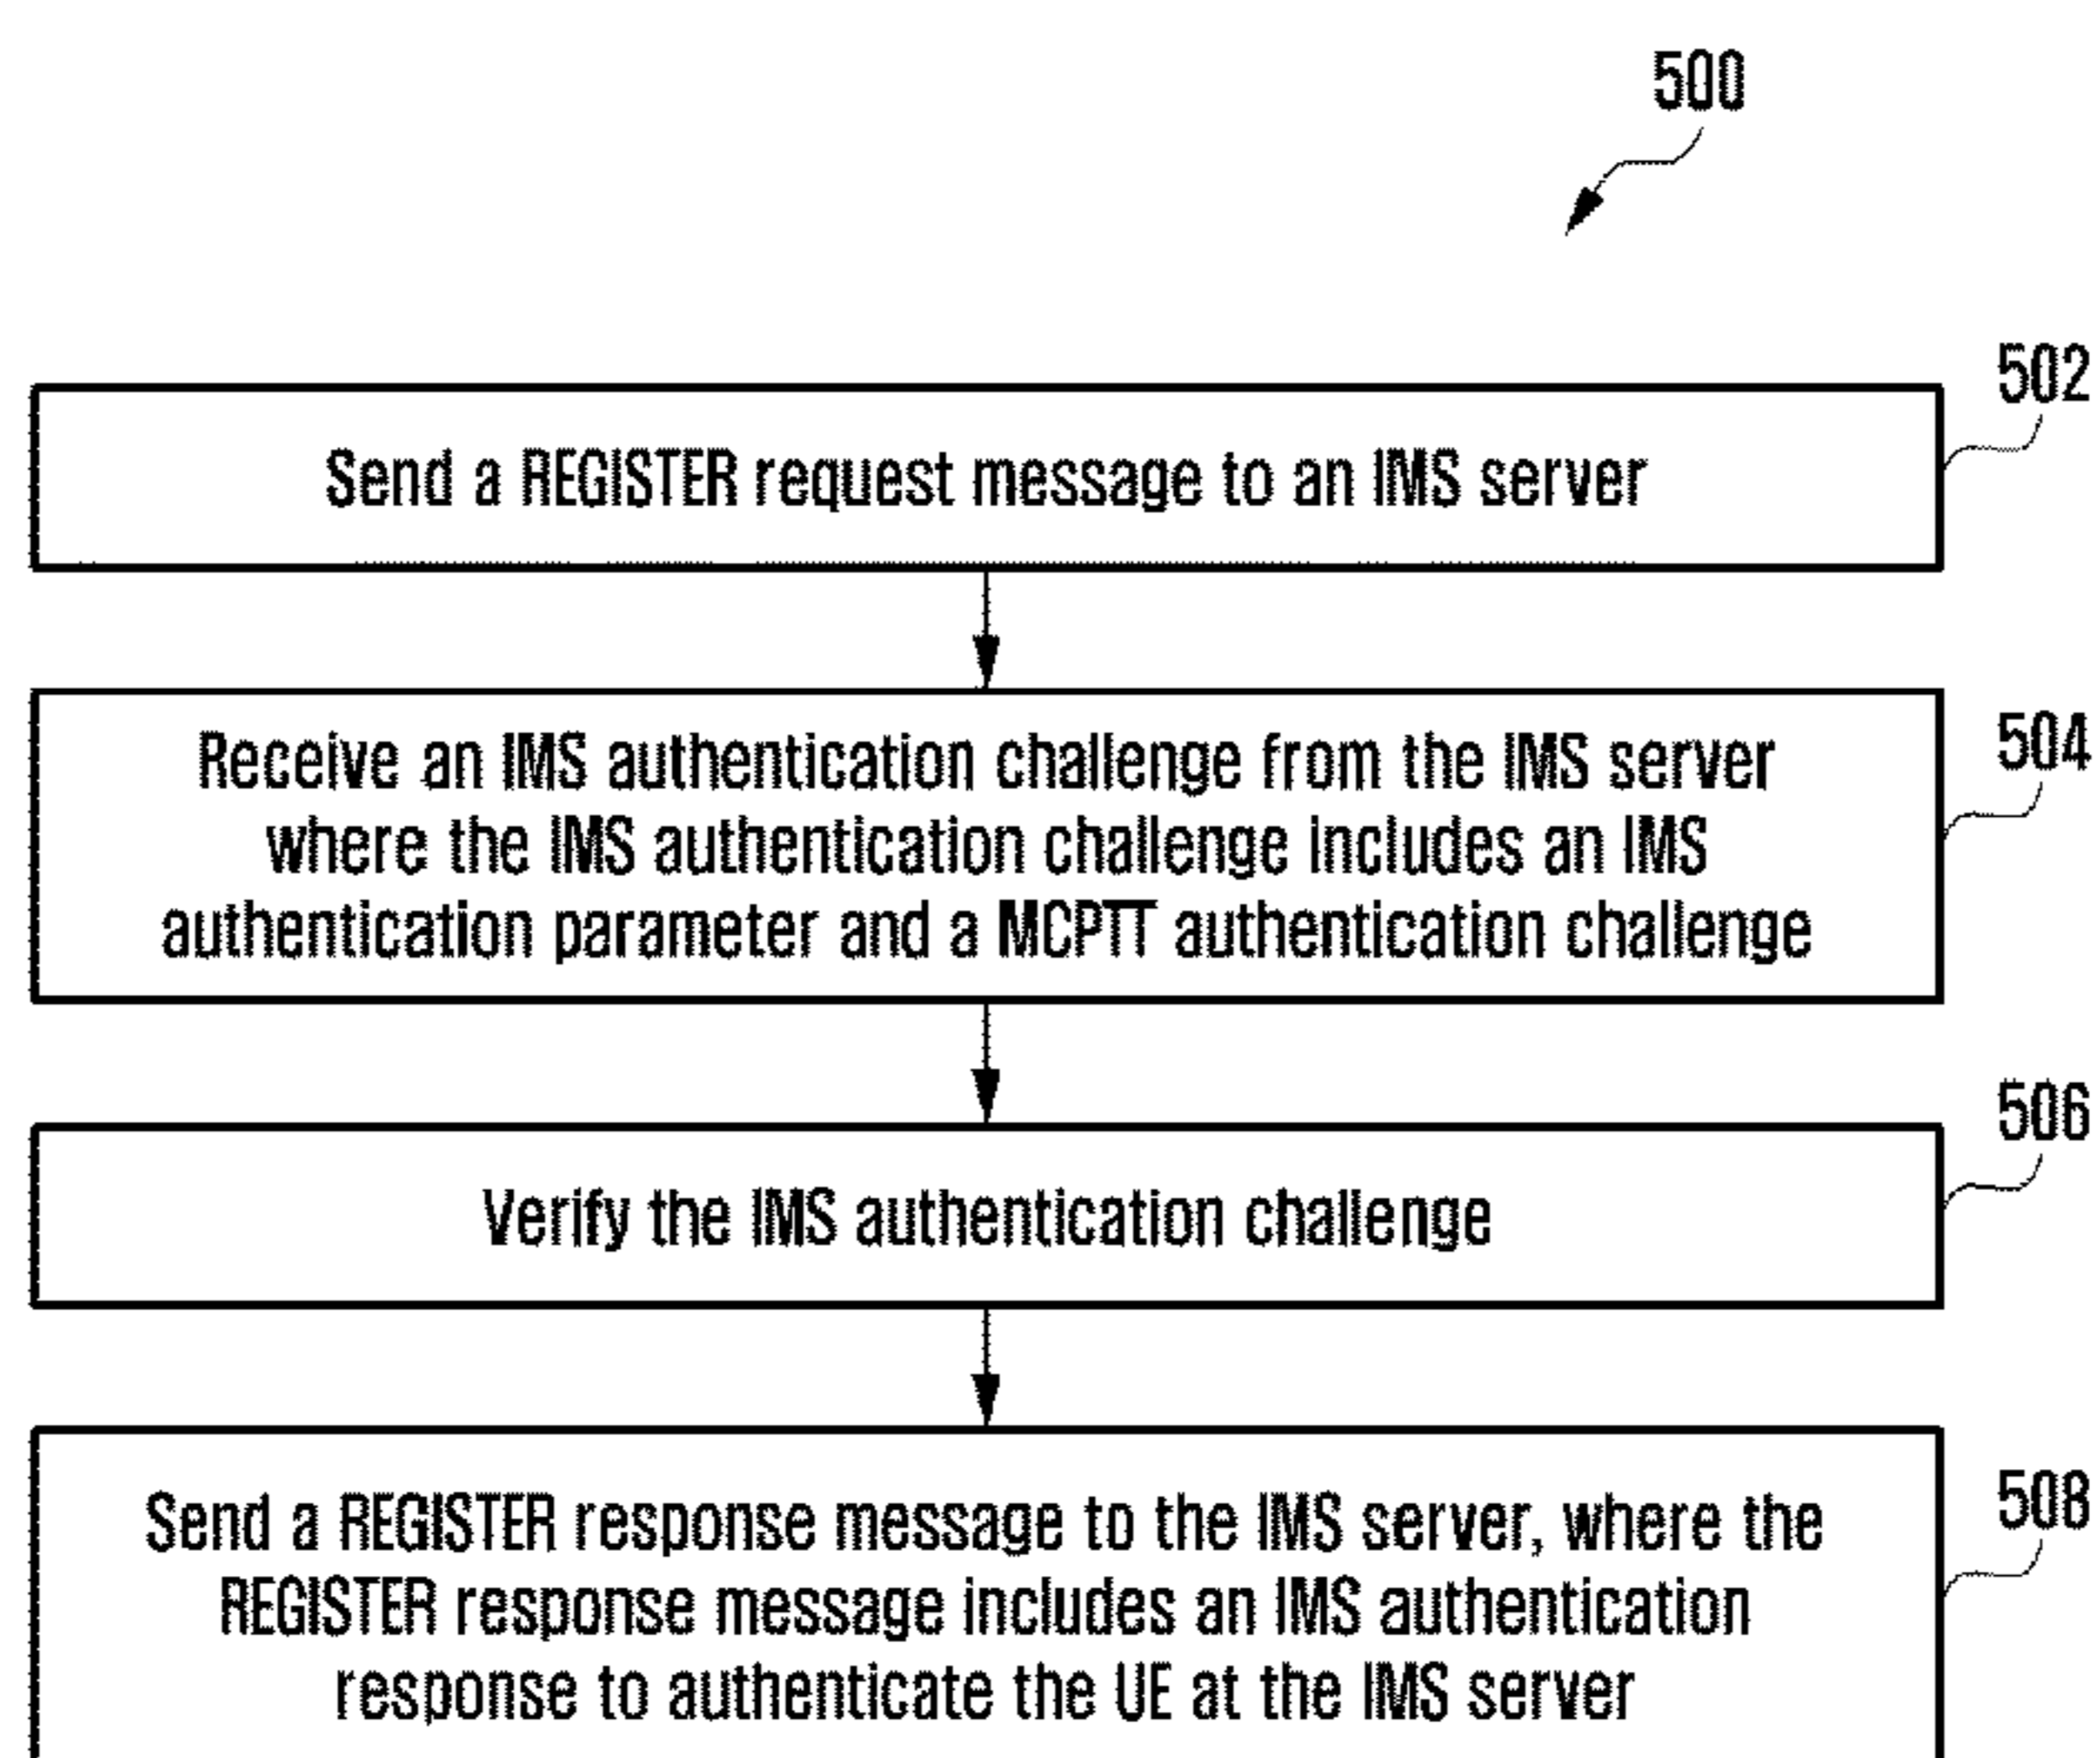 500
502
Send a REGISTER request message to an IMS server
504
Receive an IMS authentication challenge from the IMS server
where the IMS authentication challenge includes an IMS
authentication parameter and a MCPTT authentication challenge
506
Verify the IMS authentication challenge
508
Send a REGISTER response message to the IMS server, where the
REGISTER response message includes an IMS authentication
response to authenticate the UE at the IMS server